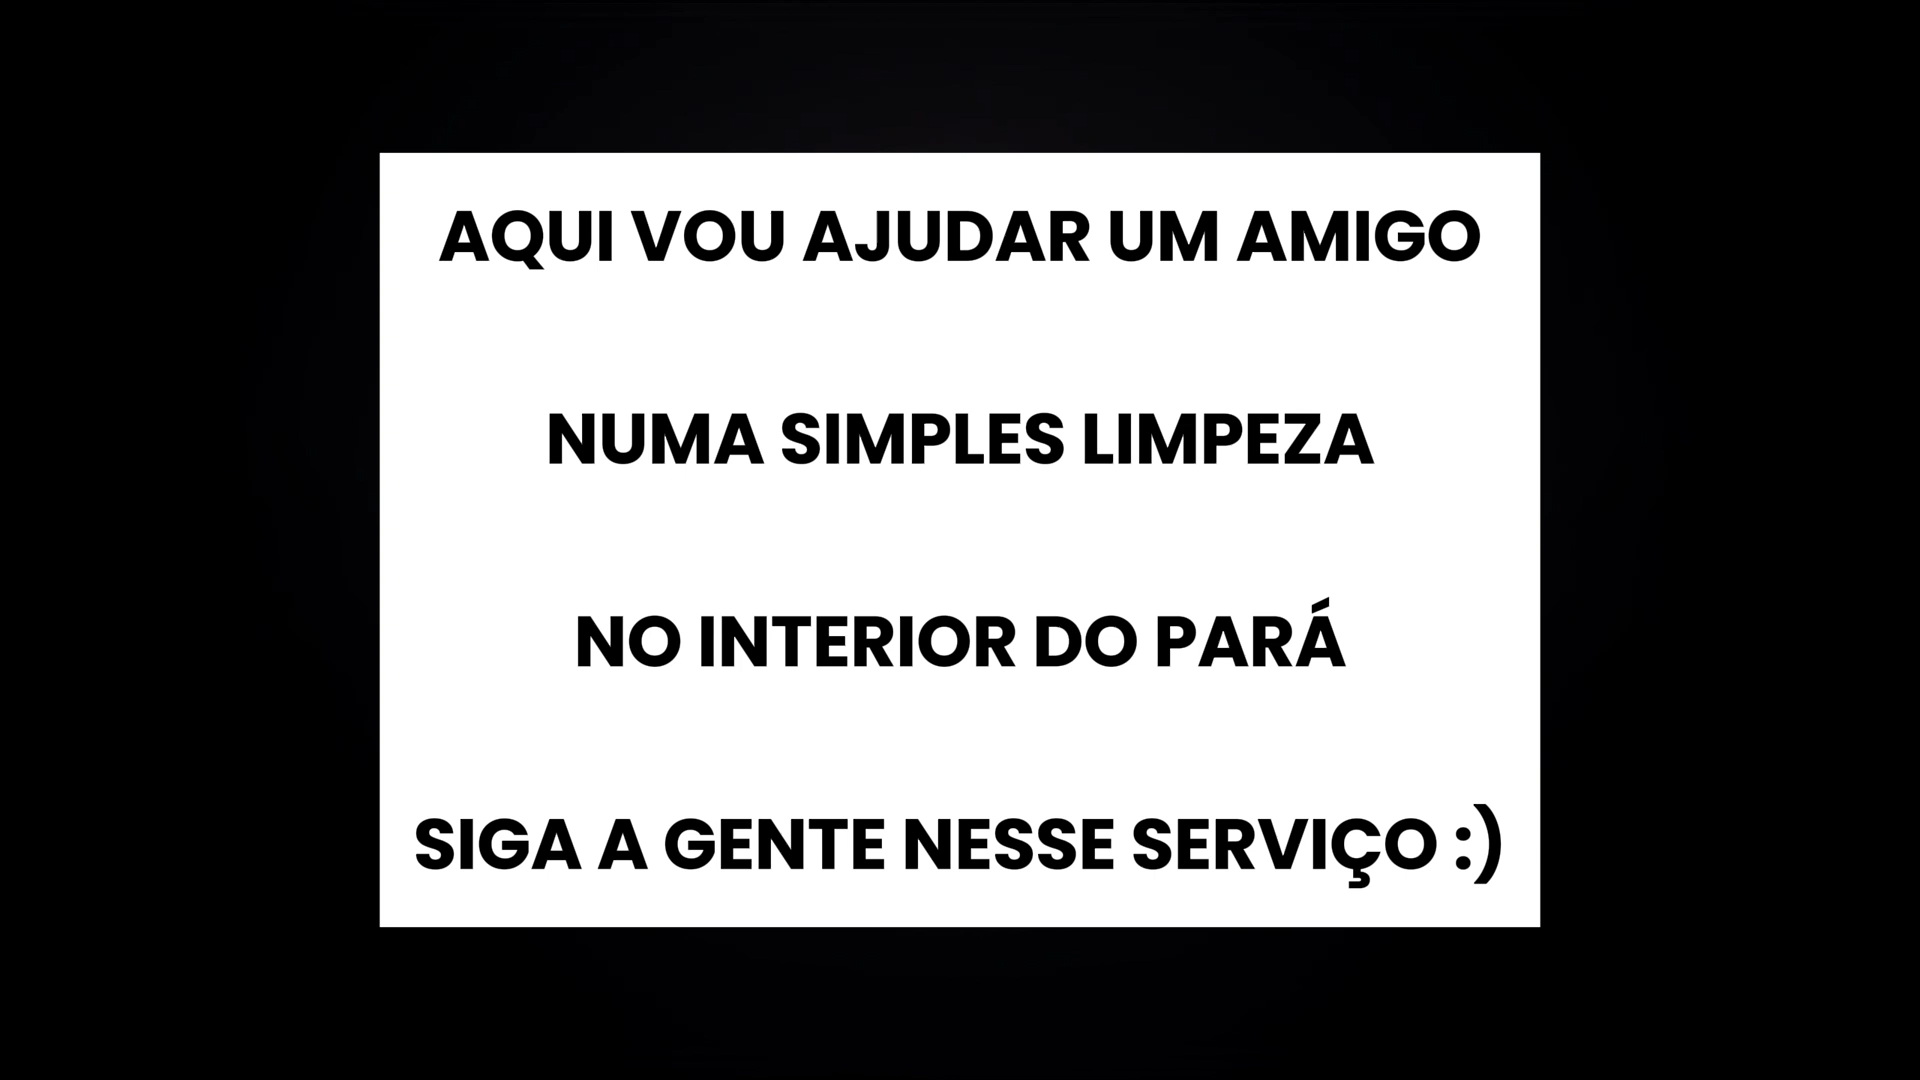 AQUI VOU AJUDAR UM AMIGO
NUMA SIMPLES LIMPEZA
NO INTERIOR DO PARÁ
SIGA A GENTE NESSE SERVIÇO :)